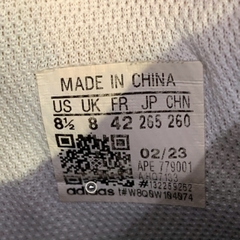 MADE IN CHINA
US UK FR JP CHN
8½ 8 42 265 260
02/23
APE 779001
adidas